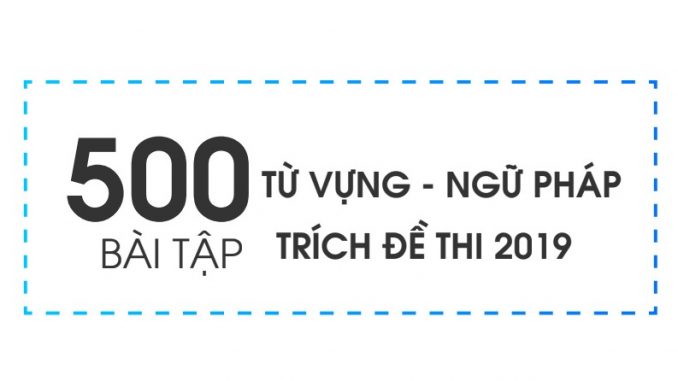 500 TỪ VỰNG - NGỮ PHÁP
BÀI TẬP TRÍCH ĐỀ THI 2019